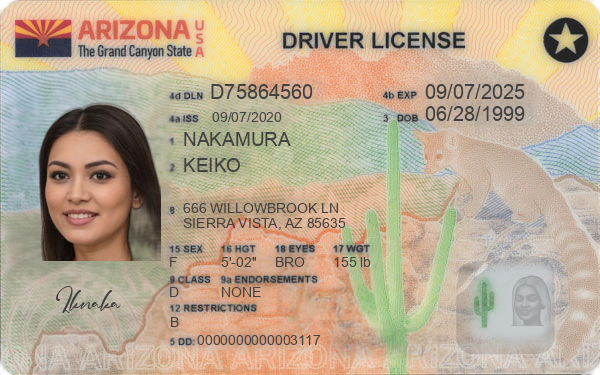 ARIZONA USA
The Grand Canyon State
DRIVER LICENSE
4d DLN D75864560 4b EXP 09/07/2025
4a ISS 09/07/2020 3 DOB 06/28/1999
1 NAKAMURA
2 KEIKO
8 666 WILLOWBROOK LN
SIERRA VISTA, AZ 85635
15 SEX 16 HGT 18 EYES 17 WGT
F 5'-02" BRO 155 lb
9 CLASS 9a ENDORSEMENTS
D NONE
12 RESTRICTIONS
B
5 DD: 0000000000003117
ARIZONA ARIZONA ARIZONA ARIZONA